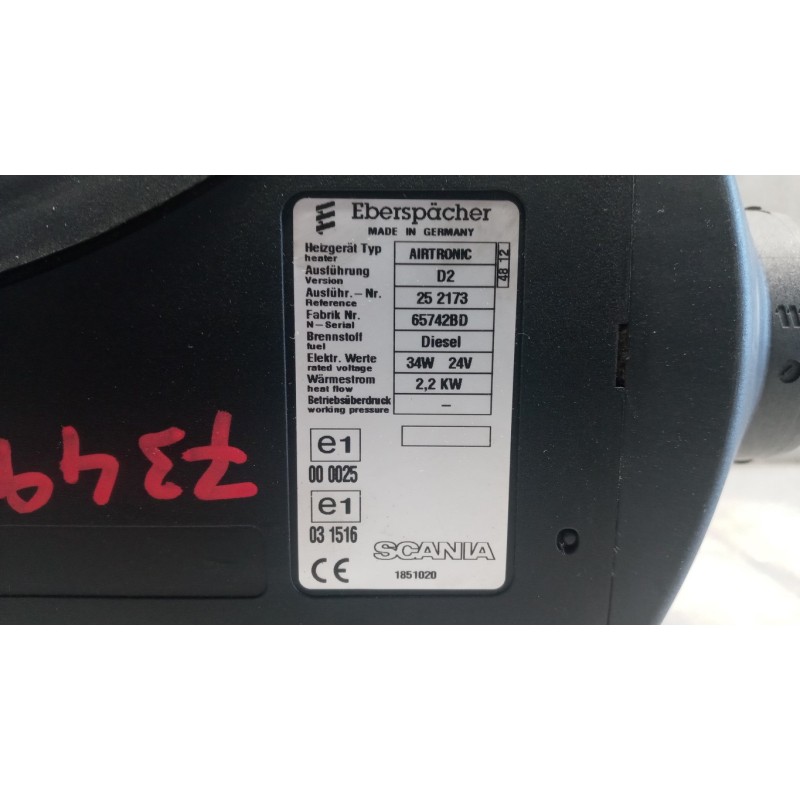 Eberspächer
MADE IN GERMANY
Heizgerät Typ AIRTRONIC
heater
48 12
Ausführung D2
Version
Ausführ.-Nr. 25 2173
Reference
Fabrik Nr. 65742BD
N-Serial
Brennstoff Diesel
fuel
Elektr. Werte 34W 24V
rated voltage
Wärmestrom 2,2 KW
heat flow
Betriebsüberdruck -
working pressure
e1
00 0025
e1
03 1516
SCANIA
CE 1851020
7349